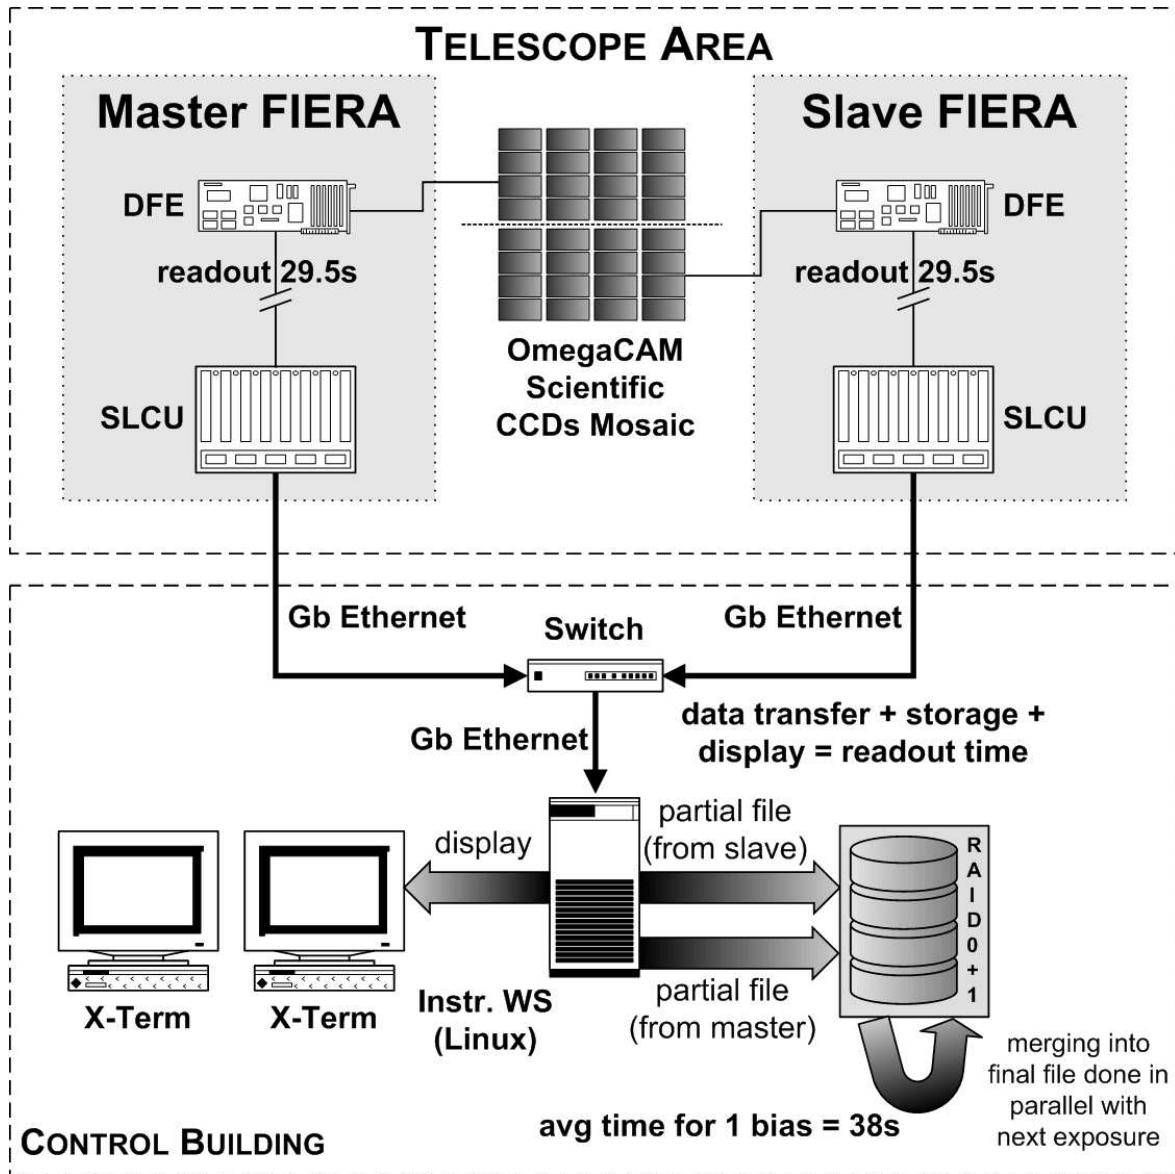 TELESCOPE AREA
Master FIERA
Slave FIERA
DFE
DFE
readout 29.5s
readout 29.5s
OmegaCAM
Scientific
CCDs Mosaic
SLCU
SLCU
Gb Ethernet
Switch
Gb Ethernet
Gb Ethernet
data transfer + storage +
display = readout time
display
partial file
(from slave)
RAID0+1
X-Term
X-Term
Instr. WS
(Linux)
partial file
(from master)
merging into
final file done in
parallel with
next exposure
avg time for 1 bias = 38s
CONTROL BUILDING